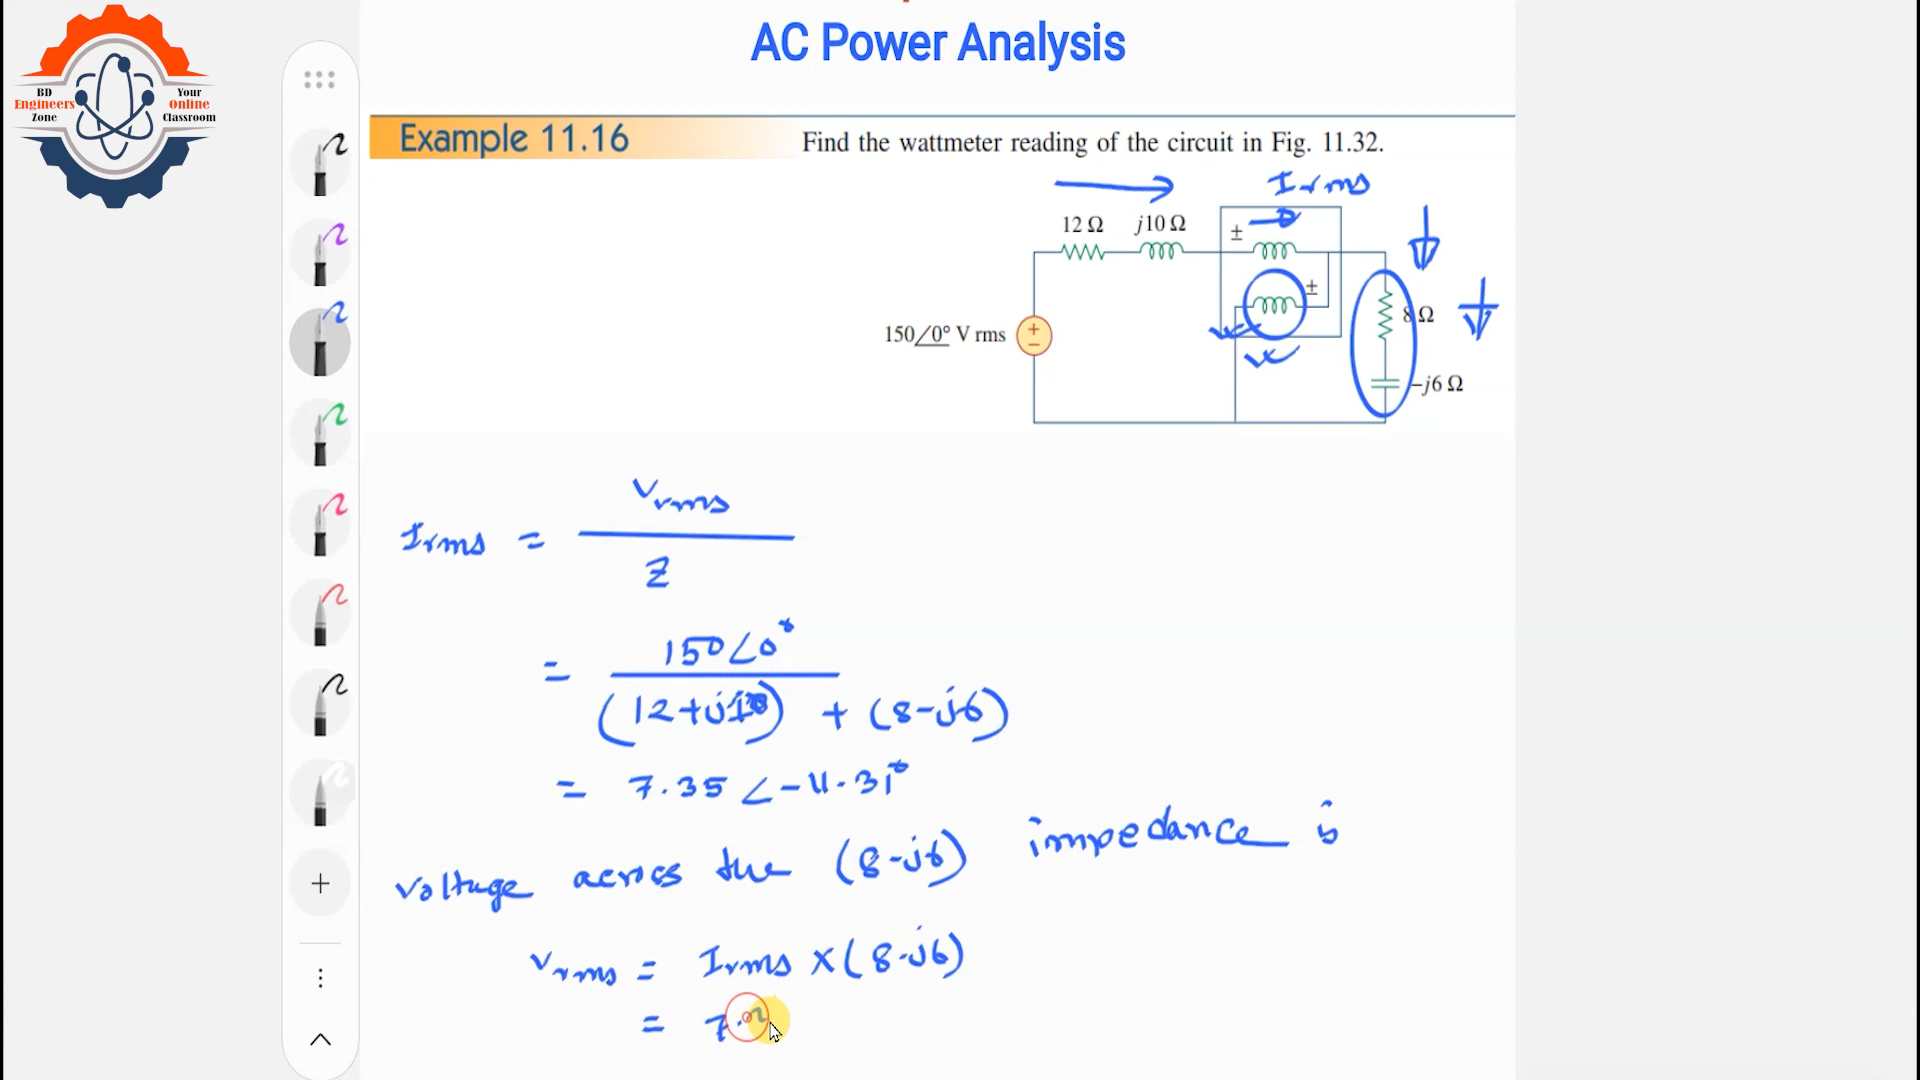 AC Power Analysis
BD Your
Engineers Online
Zone Classroom
Example 11.16 Find the wattmeter reading of the circuit in Fig. 11.32.
Irms
12 Ω j10 Ω ±
±
8 Ω
150∠0° V rms + −
−j6 Ω
Irms = Vrms / Z
= 150∠0° / (12+j10) + (8-j6)
= 7.35 ∠-11.31°
voltage across the (8-j6) impedance is
Vrms = Irms × (8-j6)
= 7.